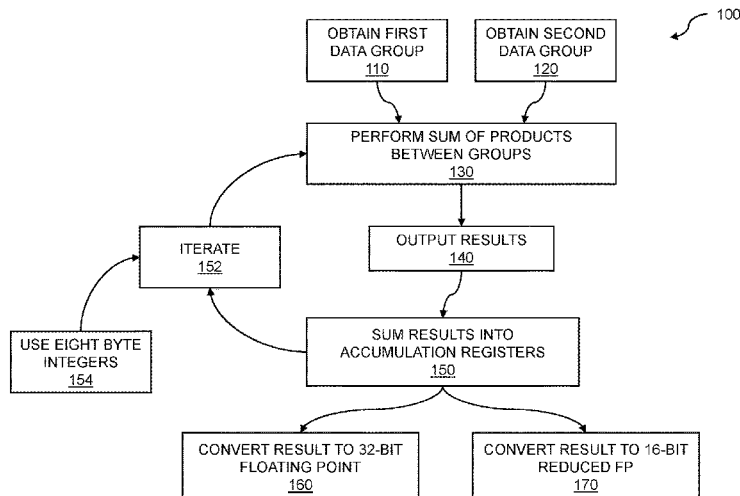 100
OBTAIN FIRST
DATA GROUP
110
OBTAIN SECOND
DATA GROUP
120
PERFORM SUM OF PRODUCTS
BETWEEN GROUPS
130
ITERATE
152
OUTPUT RESULTS
140
USE EIGHT BYTE
INTEGERS
154
SUM RESULTS INTO
ACCUMULATION REGISTERS
150
CONVERT RESULT TO 32-BIT
FLOATING POINT
160
CONVERT RESULT TO 16-BIT
REDUCED FP
170